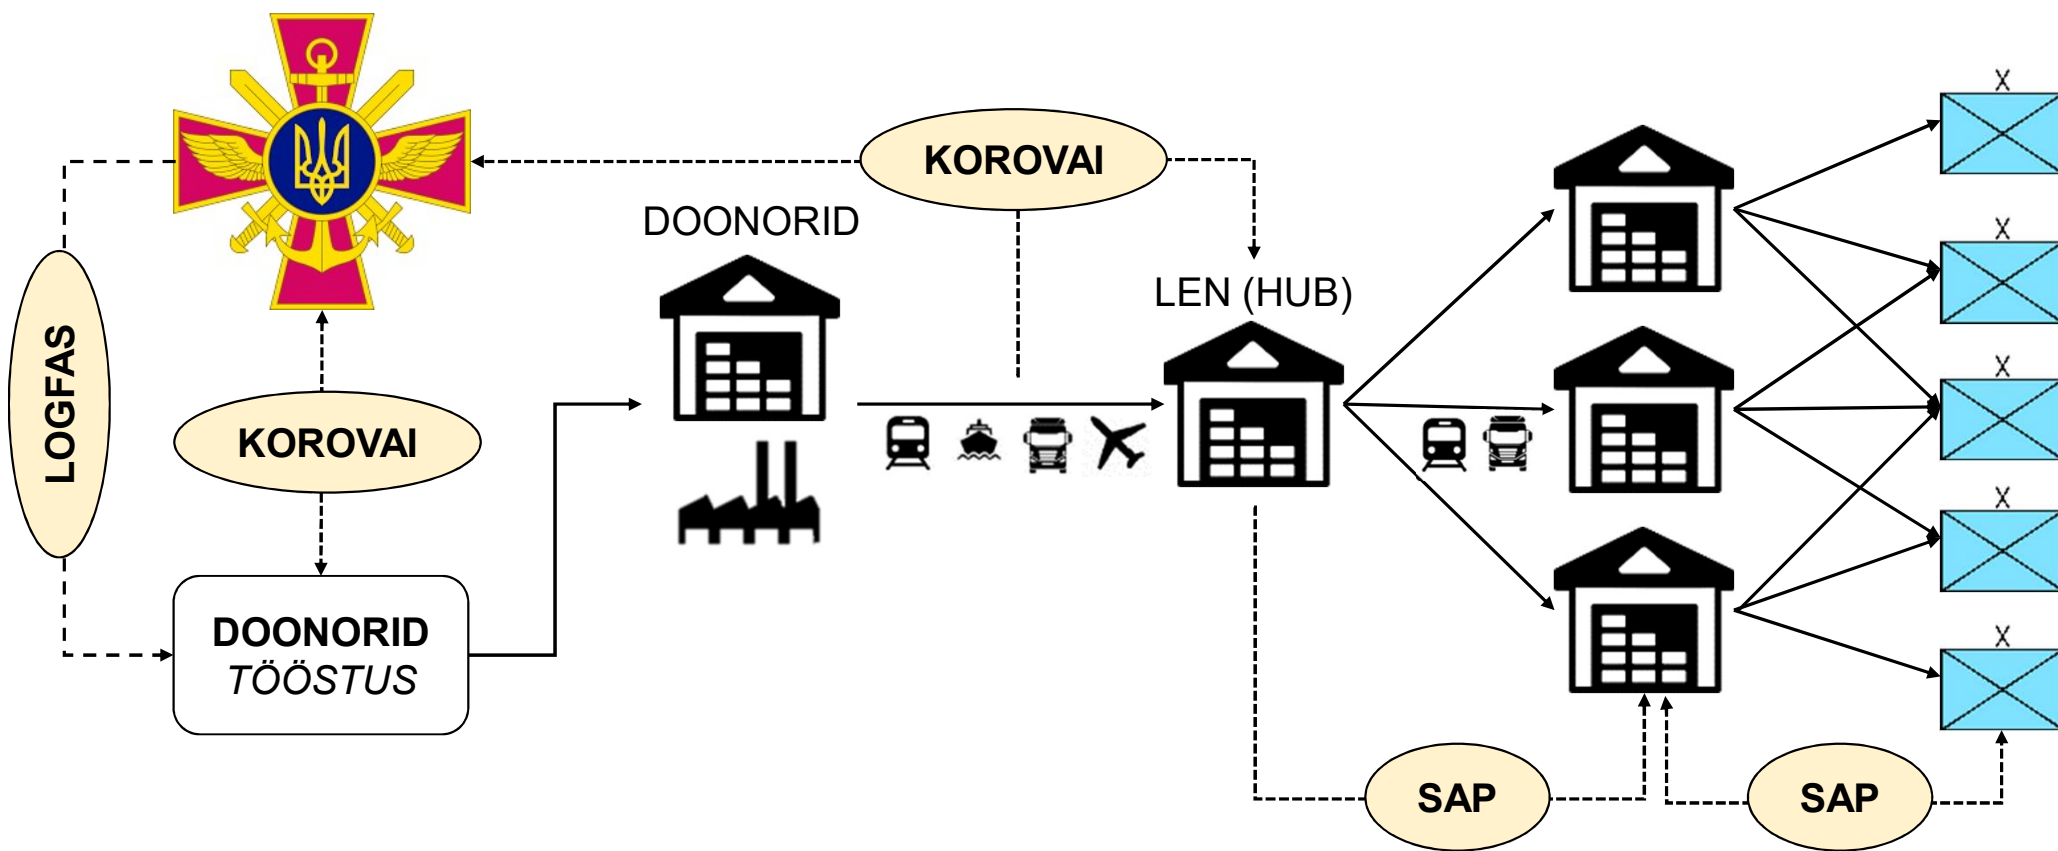 KOROVAI
DOONORID
LEN (HUB)
LOGFAS
KOROVAI
DOONORID
TÖÖSTUS
SAP
SAP
X
X
X
X
X